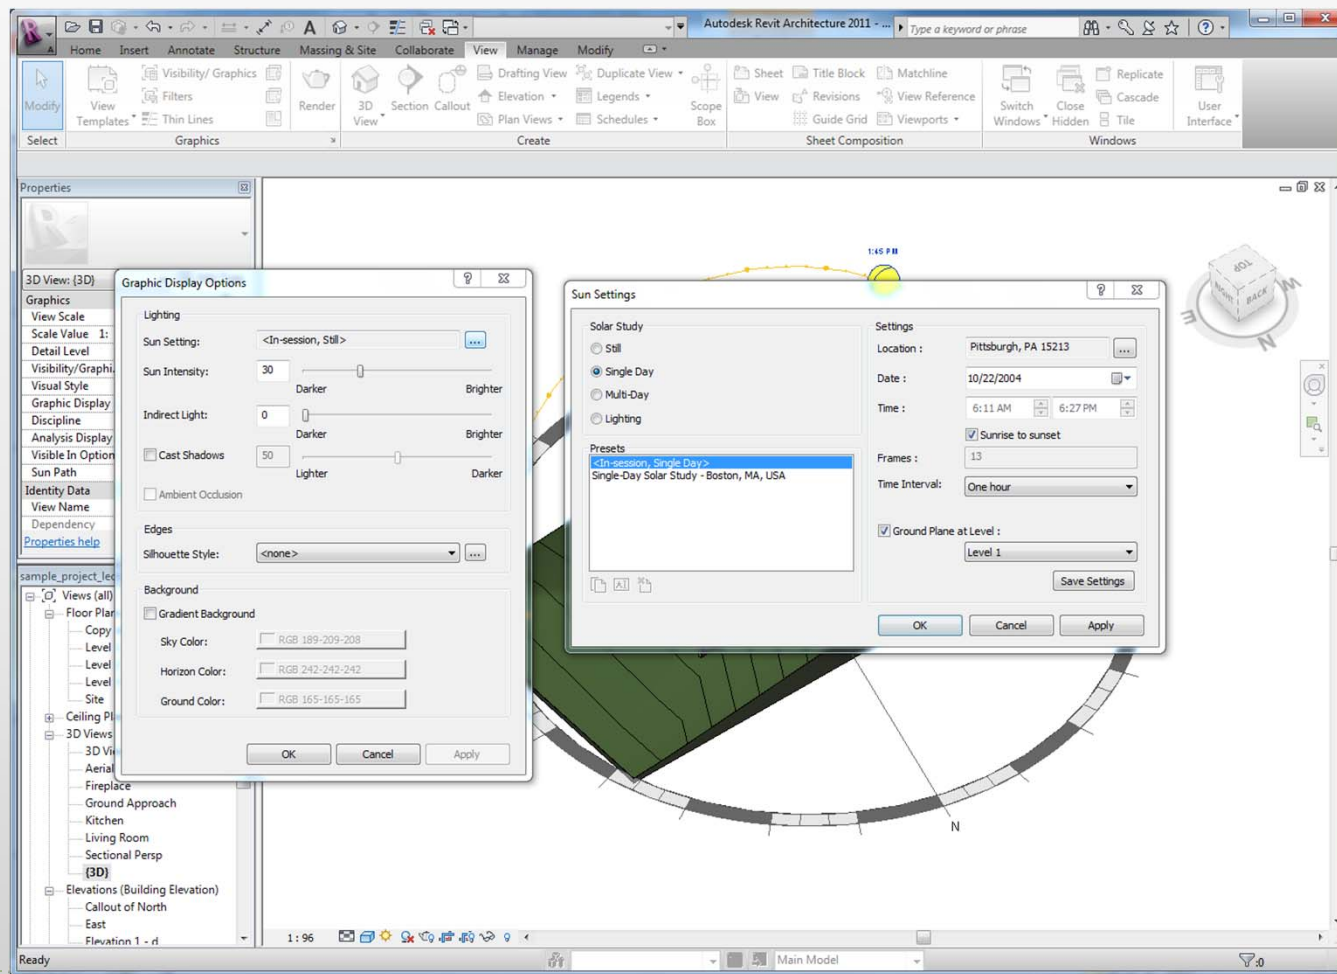 Autodesk Revit Architecture 2011 - ...
Type a keyword or phrase
Home Insert Annotate Structure Massing & Site Collaborate View Manage Modify
Modify
View Templates
Visibility/ Graphics
Filters
Thin Lines
Render
3D View
Section
Callout
Drafting View
Elevation
Plan Views
Duplicate View
Legends
Schedules
Scope Box
Sheet
View
Title Block
Revisions
Guide Grid
Matchline
View Reference
Viewports
Switch Windows
Close Hidden
Replicate
Cascade
Tile
User Interface
Select Graphics Create Sheet Composition Windows
Properties
3D View: {3D}
Graphics
View Scale
Scale Value 1:
Detail Level
Visibility/Graphi
Visual Style
Graphic Display
Discipline
Analysis Display
Visible In Option
Sun Path
Identity Data
View Name
Dependency
Properties help
sample_project_lec
Views (all)
Floor Plan
Copy
Level
Level
Level
Site
Ceiling Pl
3D Views
3D Vi
Aerial
Fireplace
Ground Approach
Kitchen
Living Room
Sectional Persp
{3D}
Elevations (Building Elevation)
Callout of North
East
Elevation 1 - d
Graphic Display Options
Lighting
Sun Setting: <In-session, Still> ...
Sun Intensity: 30
Darker Brighter
Indirect Light: 0
Darker Brighter
Cast Shadows 50
Lighter Darker
Ambient Occlusion
Edges
Silhouette Style: <none> ...
Background
Gradient Background
Sky Color: RGB 189-209-208
Horizon Color: RGB 242-242-242
Ground Color: RGB 165-165-165
OK Cancel Apply
1:45 PM
Sun Settings
Solar Study
Still
Single Day
Multi-Day
Lighting
Presets
<In-session, Single Day>
Single-Day Solar Study - Boston, MA, USA
Settings
Location : Pittsburgh, PA 15213 ...
Date : 10/22/2004
Time : 6:11 AM 6:27 PM
Sunrise to sunset
Frames : 13
Time Interval: One hour
Ground Plane at Level :
Level 1
Save Settings
OK Cancel Apply
TOP
RIGHT
BACK
W
E
N
N
1 : 96
Ready
Main Model
:0